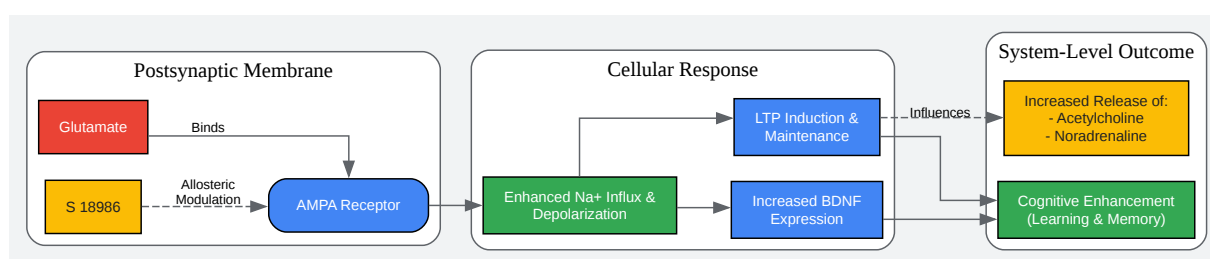 Postsynaptic Membrane
Glutamate
Binds
S 18986
Allosteric
Modulation
AMPA Receptor
Cellular Response
LTP Induction &
Maintenance
Enhanced Na+ Influx &
Depolarization
Increased BDNF
Expression
Influences
System-Level Outcome
Increased Release of:
- Acetylcholine
- Noradrenaline
Cognitive Enhancement
(Learning & Memory)